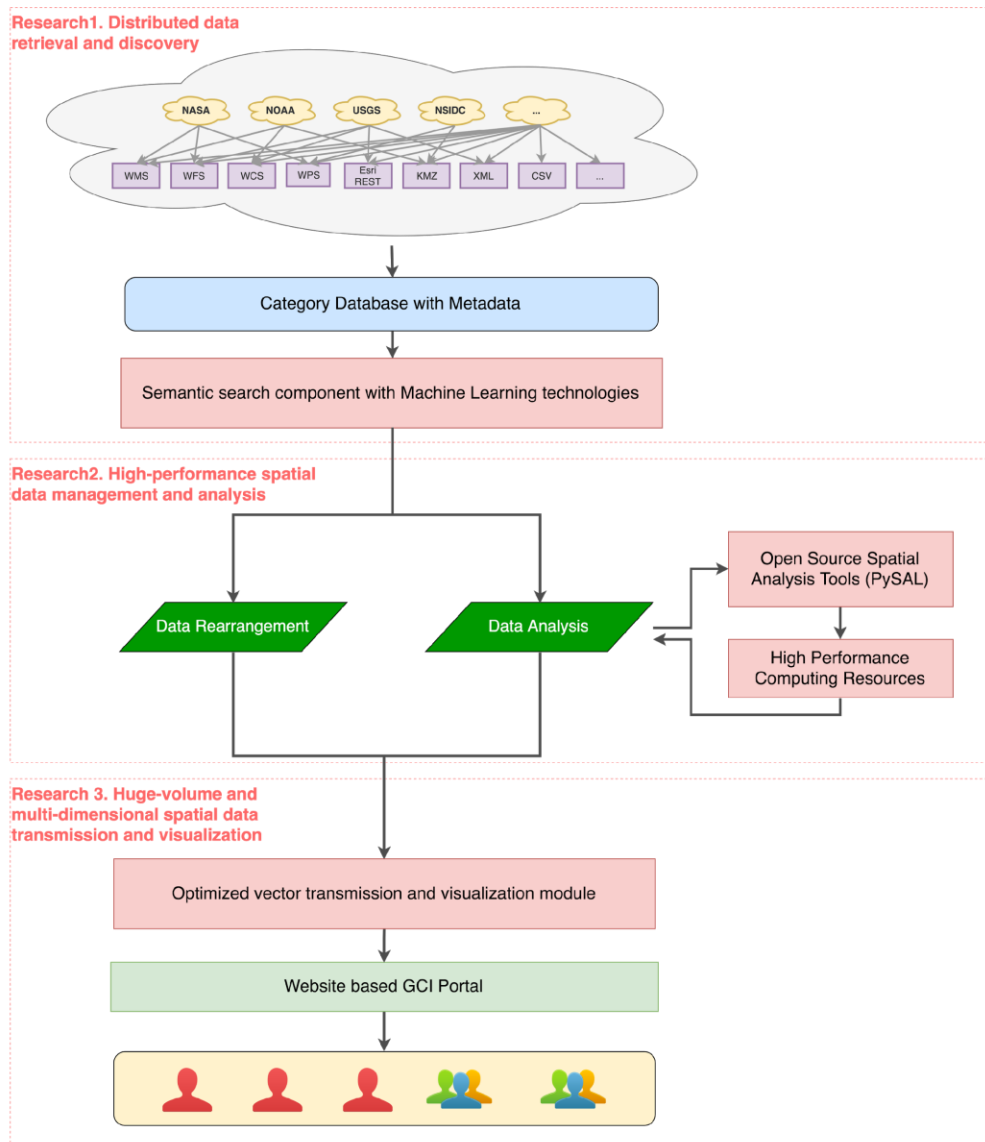 Research1. Distributed data
retrieval and discovery
NASA
NOAA
USGS
NSIDC
...
WMS
WFS
WCS
WPS
Esri
REST
KMZ
XML
CSV
...
Category Database with Metadata
Semantic search component with Machine Learning technologies
Research2. High-performance spatial
data management and analysis
Open Source Spatial
Analysis Tools (PySAL)
Data Rearrangement
Data Analysis
High Performance
Computing Resources
Research 3. Huge-volume and
multi-dimensional spatial data
transmission and visualization
Optimized vector transmission and visualization module
Website based GCI Portal